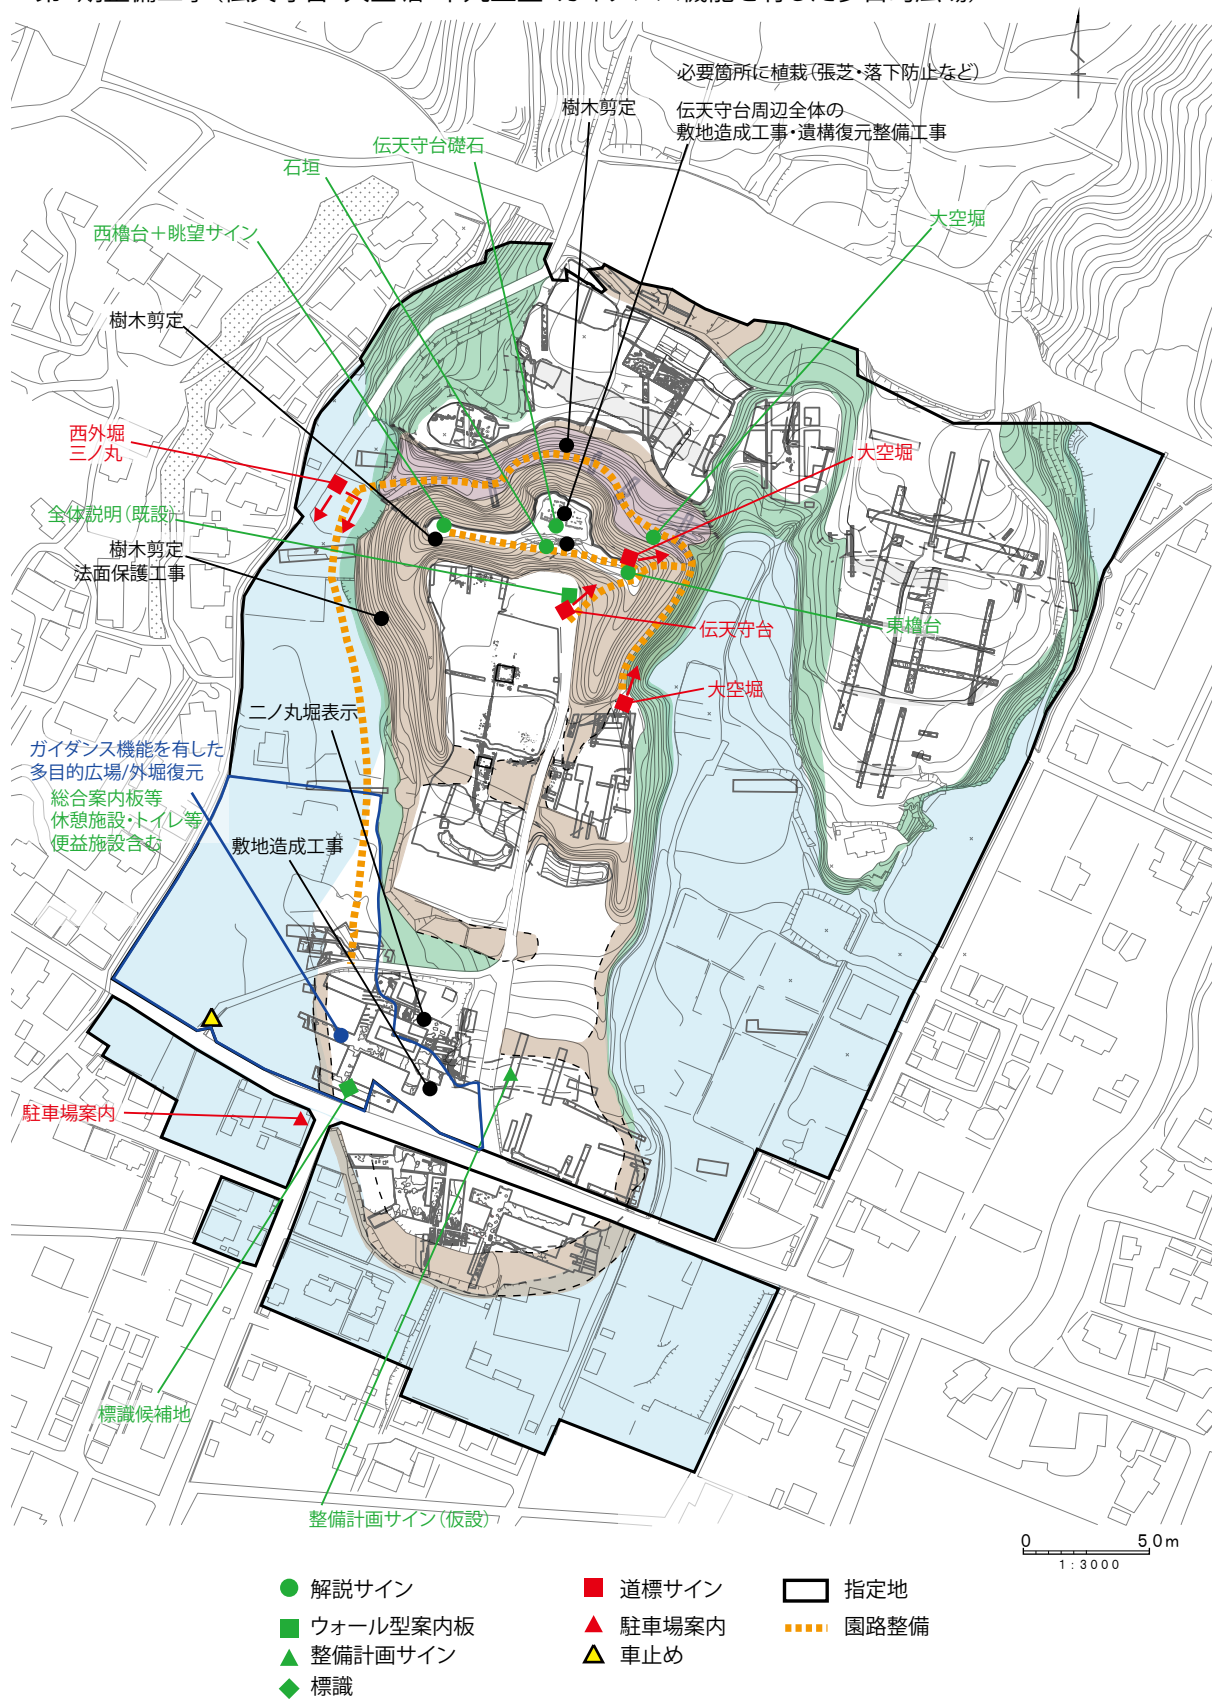 必要箇所に植栽（張芝・落下防止など）
樹木剪定
伝天守台周辺全体の
敷地造成工事・遺構復元整備工事
伝天守台礎石
石垣
大空堀
西櫓台＋眺望サイン
樹木剪定
西外堀
三ノ丸
大空堀
全体説明（既設）
樹木剪定
法面保護工事
伝天守台
東櫓台
大空堀
二ノ丸堀表示
ガイダンス機能を有した
多目的広場/外堀復元
総合案内板等
休憩施設・トイレ等
便益施設含む
敷地造成工事
駐車場案内
標識候補地
整備計画サイン（仮設）
0 50m
1:3000
解説サイン
道標サイン
指定地
ウォール型案内板
駐車場案内
園路整備
整備計画サイン
車止め
標識